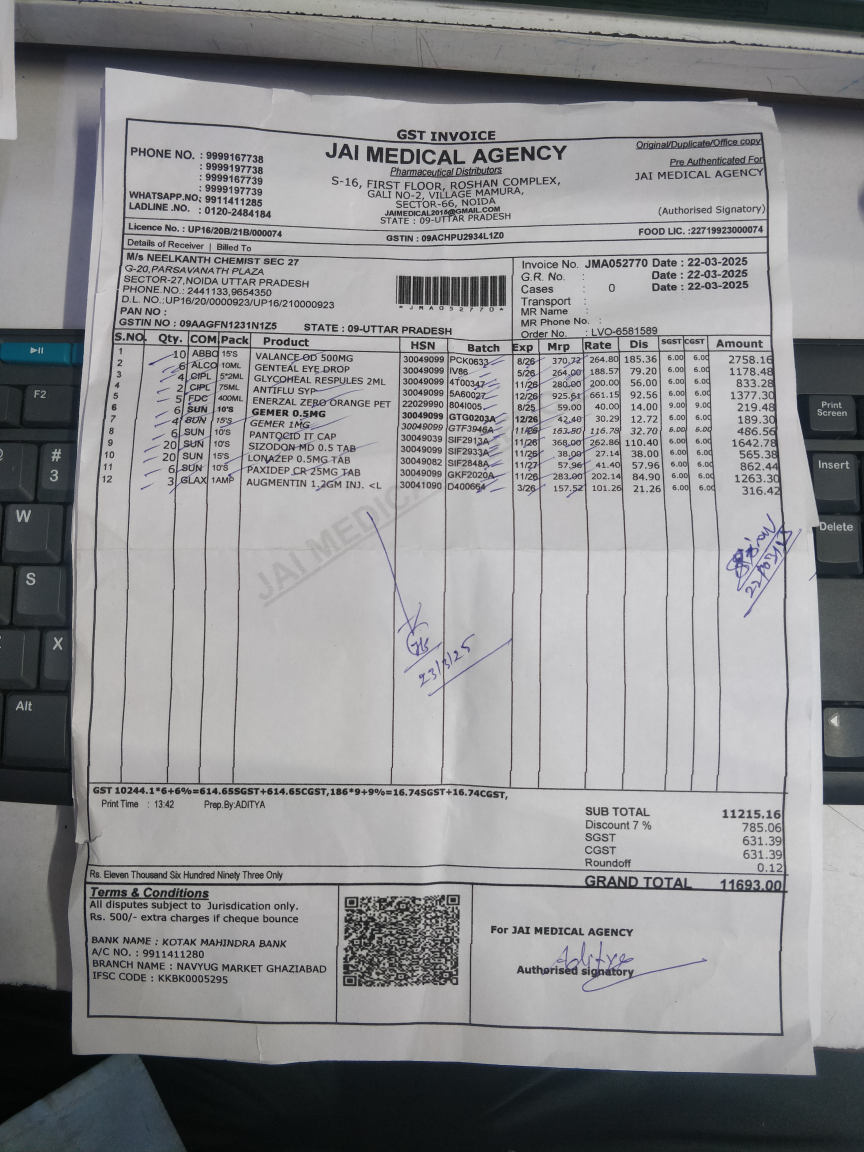 GST INVOICE
Original/Duplicate/Office copy
PHONE NO. : 9999167738
: 9999197738
: 9999167739
: 9999197739
WHATSAPP.NO: 9911411285
LADLINE .NO. : 0120-2484184
JAI MEDICAL AGENCY
Pharmaceutical Distributors
S-16, FIRST FLOOR, ROSHAN COMPLEX,
GALI NO-2, VILLAGE MAMURA,
SECTOR-66, NOIDA
JAIMEDICAL2015@GMAIL.COM
STATE : 09-UTTAR PRADESH
Pre Authenticated For
JAI MEDICAL AGENCY
(Authorised Signatory)
Licence No. : UP16/20B/21B/000074
GSTIN : 09ACHPU2934L1Z0
FOOD LIC. :22719923000074
Details of Receiver | Billed To
M/s NEELKANTH CHEMIST SEC 27
G-20,PARSAVANATH PLAZA
SECTOR-27,NOIDA UTTAR PRADESH
PHONE.NO.: 2441133,9654350
D.L. NO.:UP16/20/0000923/UP16/210000923
PAN NO :
GSTIN NO : 09AAGFN1231N1Z5 STATE : 09-UTTAR PRADESH
*JMA052770*
Invoice No. JMA052770 Date : 22-03-2025
G.R. No. : Date : 22-03-2025
Cases : 0 Date : 22-03-2025
Transport :
MR Name :
MR Phone No. :
Order No. : LVO-6581589
S.NO. Qty. COM. Pack Product HSN Batch Exp Mrp Rate Dis SGST CGST Amount
1 10 ABBO 15'S VALANCE OD 500MG 30049099 PCK0633 8/26 370.72 264.80 185.36 6.00 6.00 2758.16
2 6 ALCO 10ML GENTEAL EYE DROP 30049099 IV86 5/26 264.00 188.57 79.20 6.00 6.00 1178.48
3 4 CIPL 5*2ML GLYCOHEAL RESPULES 2ML 30049099 4T00347 11/26 280.00 200.00 56.00 6.00 6.00 833.28
4 2 CIPL 75ML ANTIFLU SYP 30049099 5A60027 12/26 925.61 661.15 92.56 6.00 6.00 1377.30
5 5 FDC 400ML ENERZAL ZERO ORANGE PET 22029990 804I005 8/25 59.00 40.00 14.00 9.00 9.00 219.48
6 6 SUN 10'S GEMER 0.5MG 30049099 GTG0203A 12/26 42.40 30.29 12.72 6.00 6.00 189.30
7 4 SUN 15'S GEMER 1MG 30049099 GTF3946A 11/26 163.80 116.79 32.70 6.00 6.00 486.56
8 6 SUN 10'S PANTOCID IT CAP 30049039 SIF2913A 11/26 368.00 262.86 110.40 6.00 6.00 1642.78
9 20 SUN 10'S SIZODON MD 0.5 TAB 30049099 SIF2933A 11/26 38.00 27.14 38.00 6.00 6.00 565.38
10 20 SUN 15'S LONAZEP 0.5MG TAB 30049082 SIF2848A 11/27 57.96 41.40 57.96 6.00 6.00 862.44
11 6 SUN 10'S PAXIDEP CR 25MG TAB 30049099 GKF2020A 11/26 283.00 202.14 84.90 6.00 6.00 1263.30
12 3 GLAX 1AMP AUGMENTIN 1.2GM INJ. <L 30041090 D400664 3/26 157.52 101.26 21.26 6.00 6.00 316.42
JAI MEDICAL
23/3/25
GST 10244.1*6+6%=614.65SGST+614.65CGST,186*9+9%=16.74SGST+16.74CGST,
Print Time : 13:42 Prep.By:ADITYA
SUB TOTAL 11215.16
Discount 7 % 785.06
SGST 631.39
CGST 631.39
Roundoff 0.12
Rs. Eleven Thousand Six Hundred Ninety Three Only
GRAND TOTAL 11693.00
Terms & Conditions
All disputes subject to Jurisdication only.
Rs. 500/- extra charges if cheque bounce
BANK NAME : KOTAK MAHINDRA BANK
A/C NO. : 9911411280
BRANCH NAME : NAVYUG MARKET GHAZIABAD
IFSC CODE : KKBK0005295
For JAI MEDICAL AGENCY
Aditya
Authorised signatory
F2
#
3
W
S
X
Alt
Print
Screen
Insert
Delete